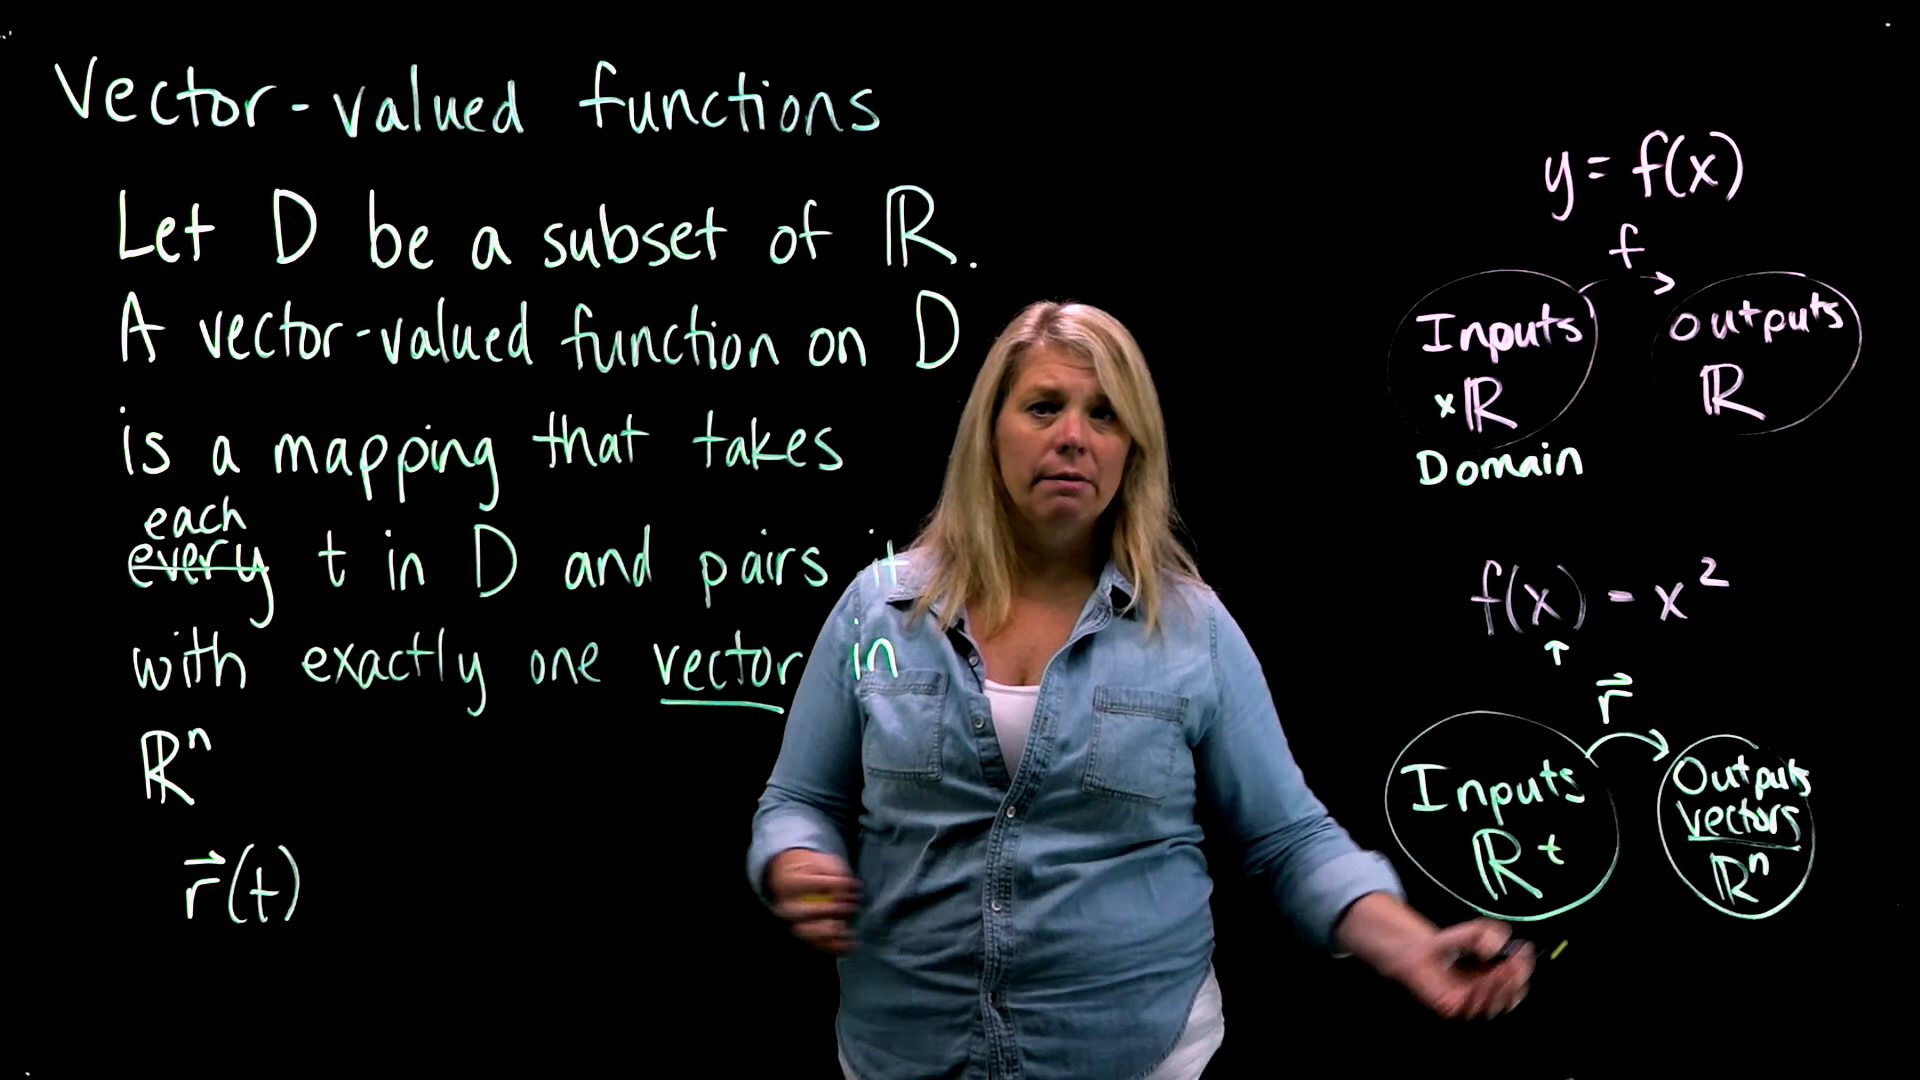 Vector-valued functions
Let D be a subset of ℝ.
A vector-valued function on D
is a mapping that takes
each
every t in D and pairs it
with exactly one vector in
ℝⁿ
r⃗(t)
y = f(x)
f
Inputs
x ℝ
Domain
outputs
ℝ
f(x) = x²
↑
r⃗
Inputs
ℝ t
Outputs
vectors
ℝⁿ